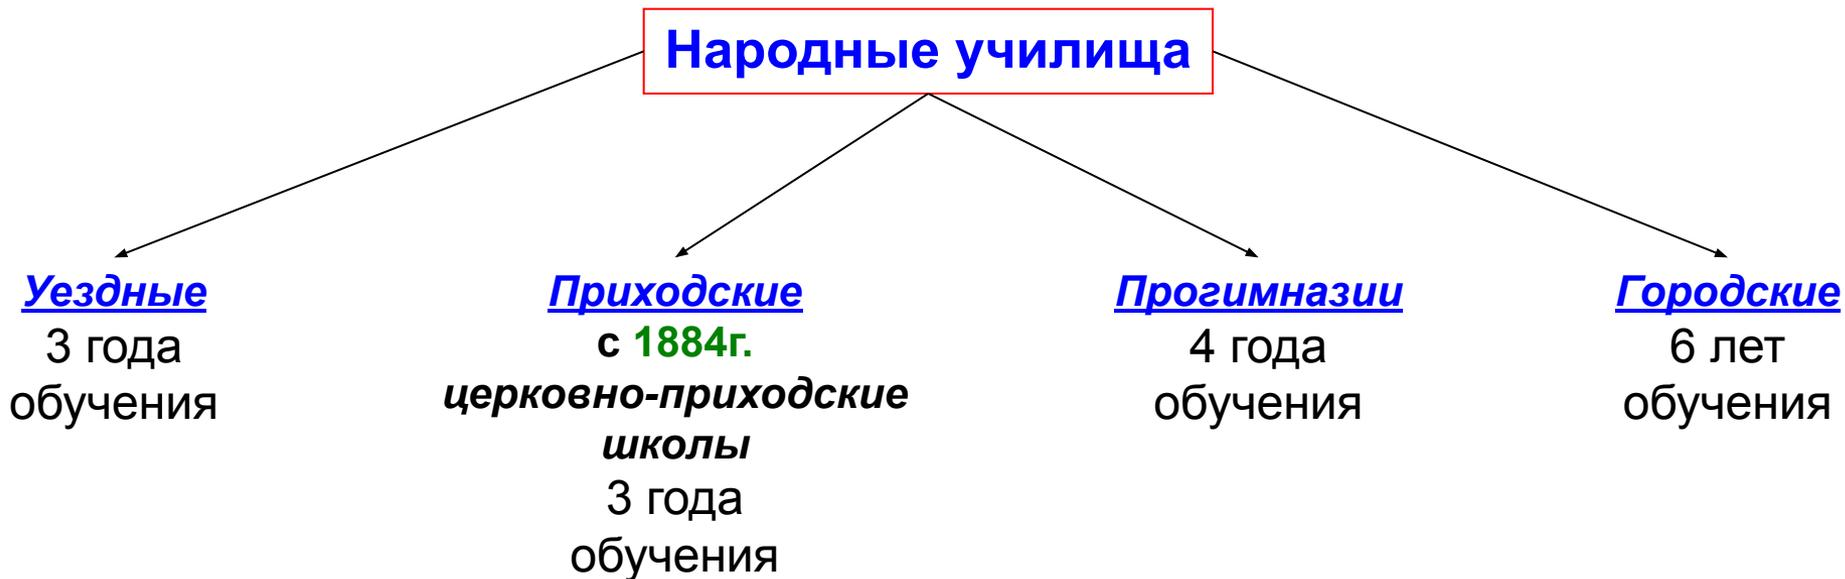 Народные училища
Уездные
3 года
обучения
Приходские
с 1884г.
церковно-приходские
школы
3 года
обучения
Прогимназии
4 года
обучения
Городские
6 лет
обучения